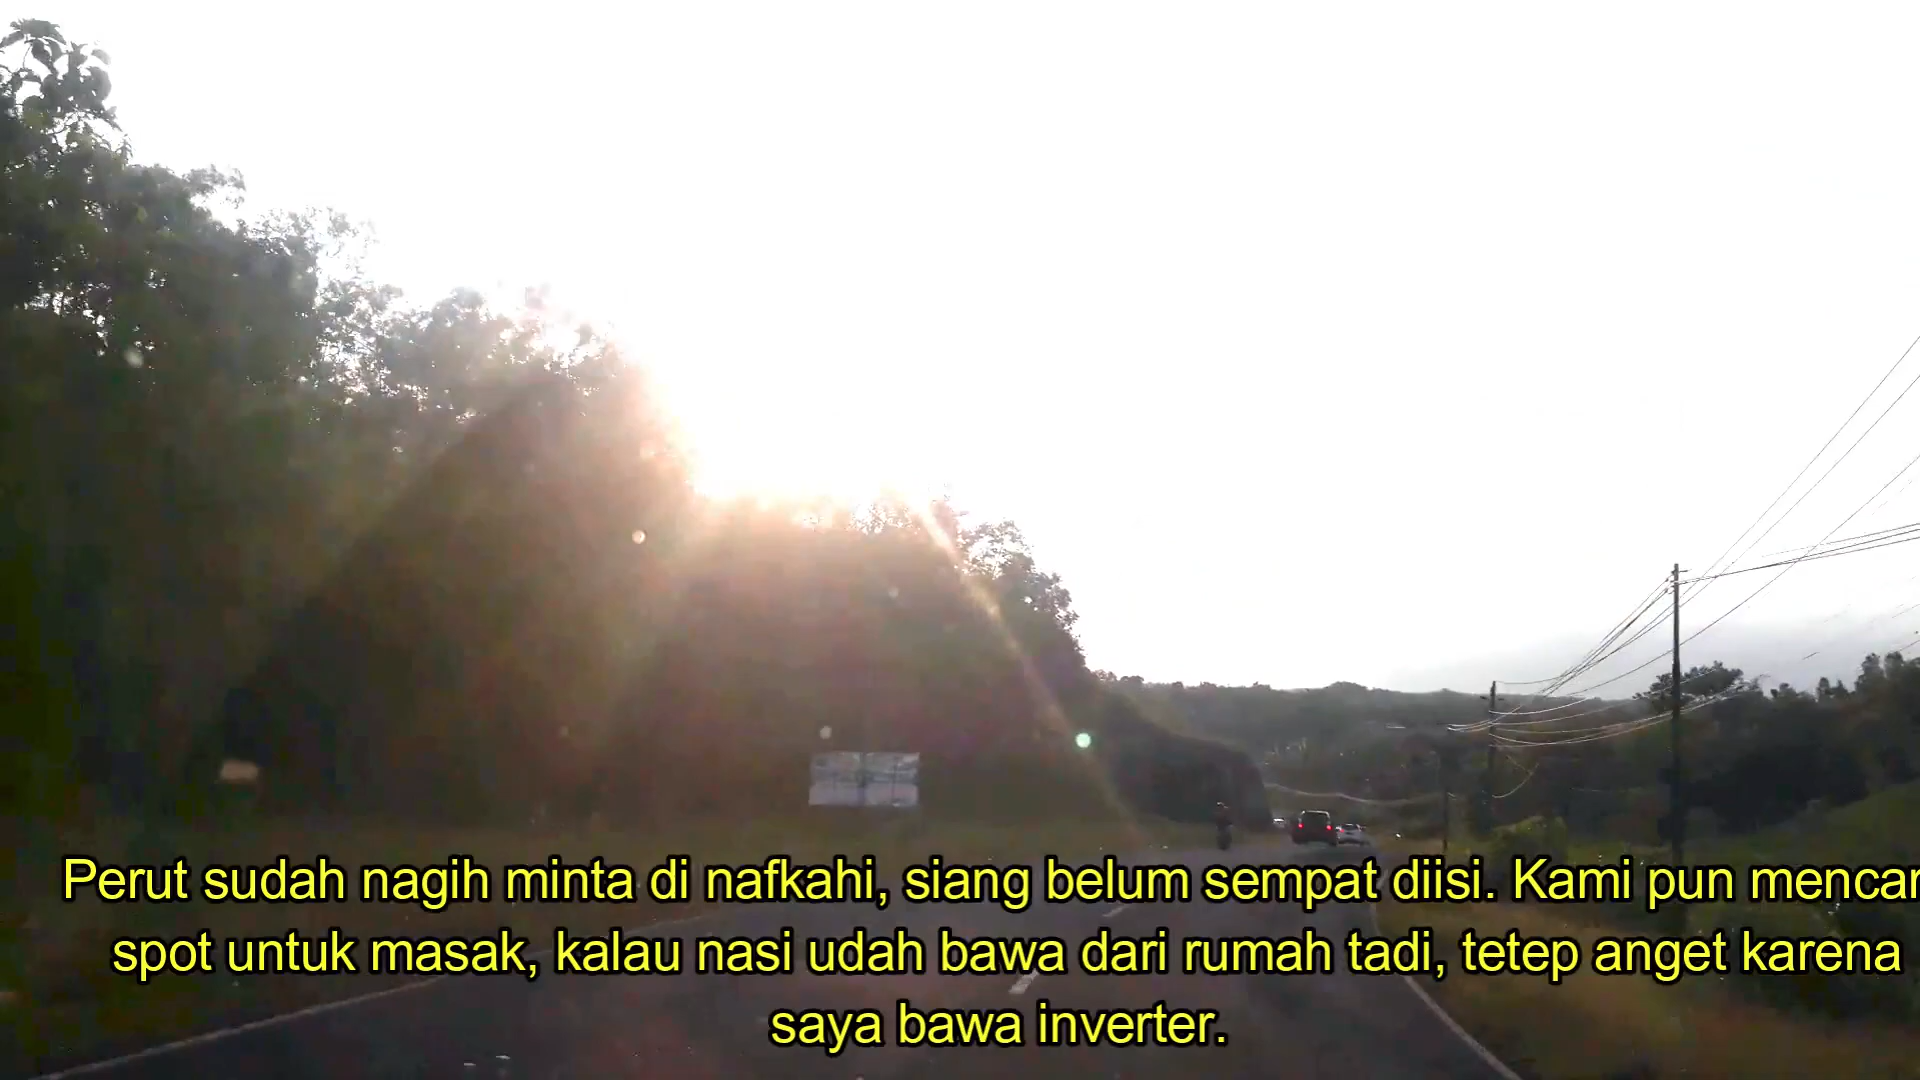 Perut sudah nagih minta di nafkahi, siang belum sempat diisi. Kami pun mencar
spot untuk masak, kalau nasi udah bawa dari rumah tadi, tetep anget karena
saya bawa inverter.